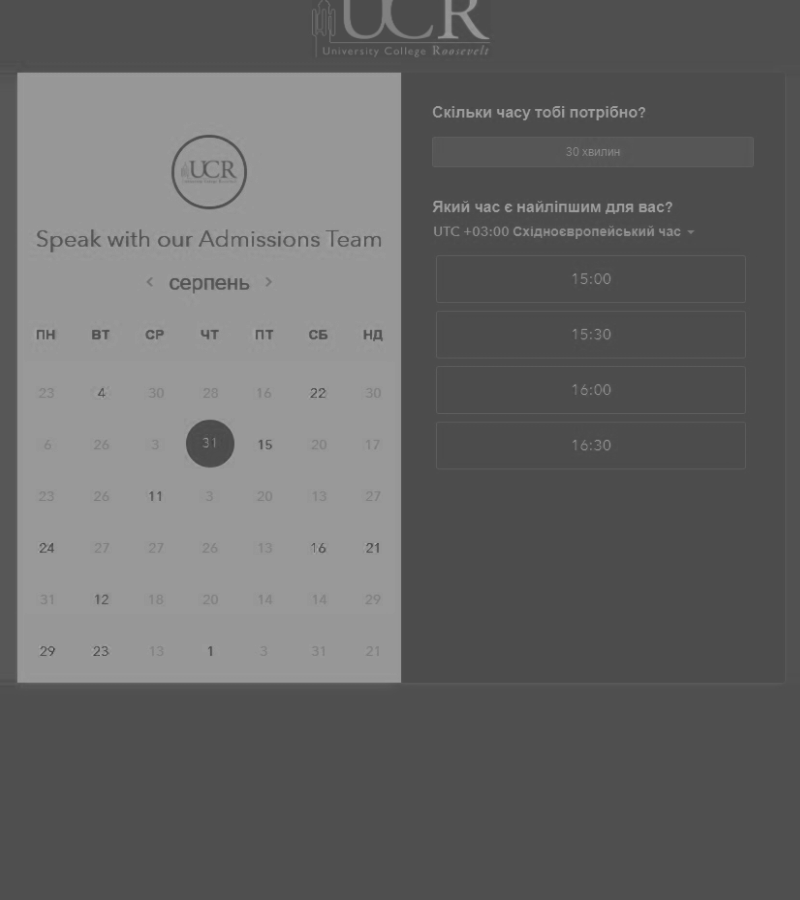 UCR
University College Roosevelt
UCR
Speak with our Admissions Team
серпень
ПН ВТ СР ЧТ ПТ СБ НД
23 4 30 28 16 22 30
6 26 3 31 15 20 17
23 26 11 3 20 13 27
24 27 27 26 13 16 21
31 12 18 20 14 14 29
29 23 13 1 3 31 21
Скільки часу тобі потрібно?
30 хвилин
Який час є найліпшим для вас?
UTC +03:00 Східноєвропейський час
15:00
15:30
16:00
16:30